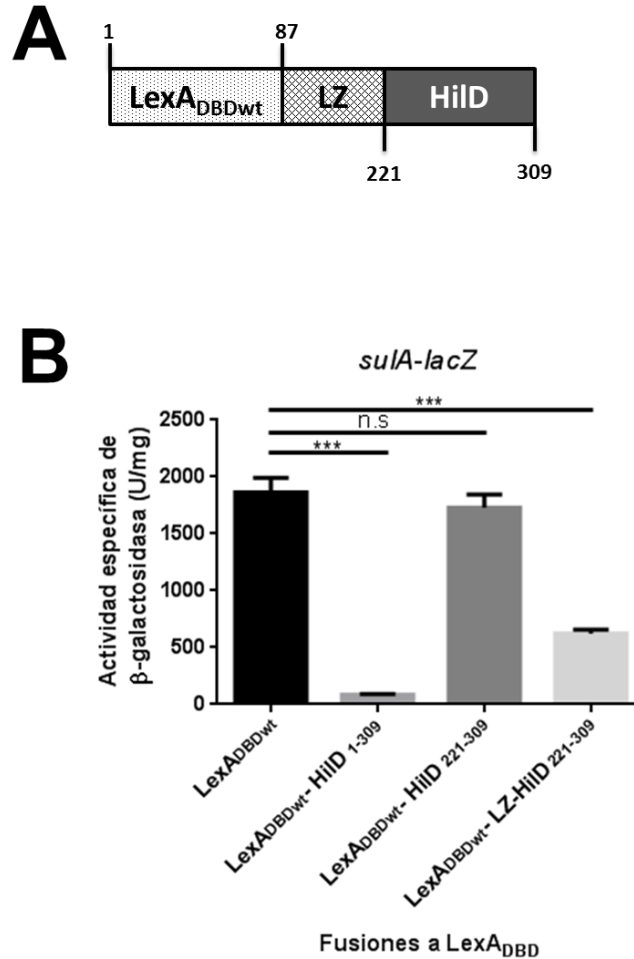 A
1 87
LexADBDwt LZ HilD
221 309
B
sulA-lacZ
***
n.s
***
2500
2000
1500
1000
500
0
Actividad específica de
β-galactosidasa (U/mg)
LexADBDwt
LexADBDwt- HilD 1-309
LexADBDwt- HilD 221-309
LexADBDwt- LZ-HilD 221-309
Fusiones a LexADBD